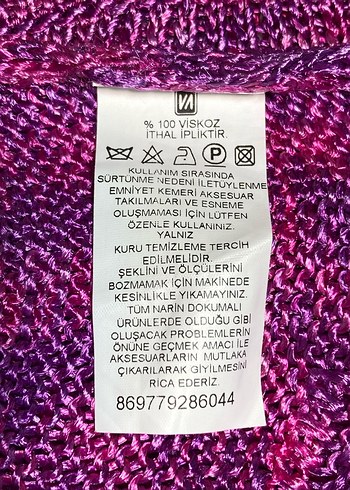 % 100 VİSKOZ
İTHAL İPLİKTİR.
P
KULLANIM SIRASINDA
SÜRTÜNME NEDENİ İLETÜYLENME
EMNİYET KEMERİ AKSESUAR
TAKILMALARI VE ESNEME
OLUŞMAMASI İÇİN LÜTFEN
ÖZENLE KULLANINIZ.
YALNIZ
KURU TEMİZLEME TERCİH
EDİLMELİDİR.
ŞEKLİNİ VE ÖLÇÜLERİNİ
BOZMAMAK İÇİN MAKİNEDE
KESİNLİKLE YIKAMAYINIZ.
TÜM NARİN DOKUMALI
ÜRÜNLERDE OLDUĞU GİBİ
OLUŞACAK PROBLEMLERİN
ÖNÜNE GEÇMEK AMACI İLE
AKSESUARLARIN MUTLAKA
ÇIKARILARAK GİYİLMESİNİ
RİCA EDERİZ.
869779286044